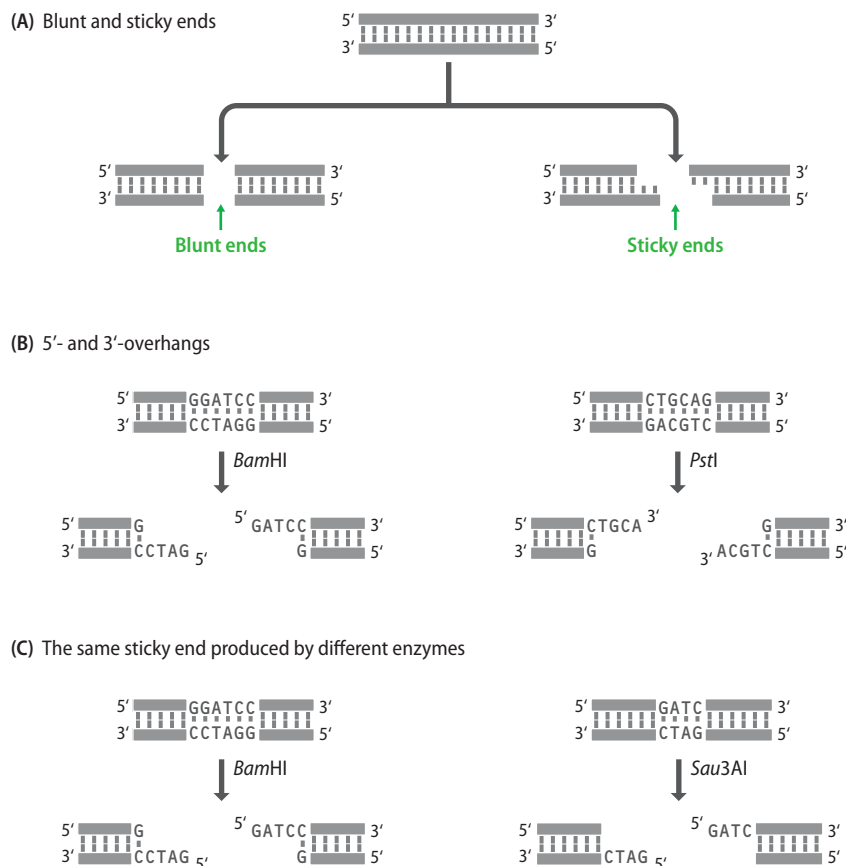 (A) Blunt and sticky ends
5‘ 3‘
3‘ 5‘
5‘ 3‘ 5‘ 3‘
3‘ 5‘ 3‘ 5‘
Blunt ends Sticky ends
(B) 5‘- and 3‘-overhangs
5‘ GGATCC 3‘ 5‘ CTGCAG 3‘
3‘ CCTAGG 5‘ 3‘ GACGTC 5‘
BamHI PstI
5‘ G 5‘ GATCC 3‘ 5‘ CTGCA 3‘ G 3‘
3‘ CCTAG 5‘ G 5‘ 3‘ G 3‘ ACGTC 5‘
(C) The same sticky end produced by different enzymes
5‘ GGATCC 3‘ 5‘ GATC 3‘
3‘ CCTAGG 5‘ 3‘ CTAG 5‘
BamHI Sau3AI
5‘ G 5‘ GATCC 3‘ 5‘ 5‘ GATC 3‘
3‘ CCTAG 5‘ G 5‘ 3‘ CTAG 5‘ 5‘